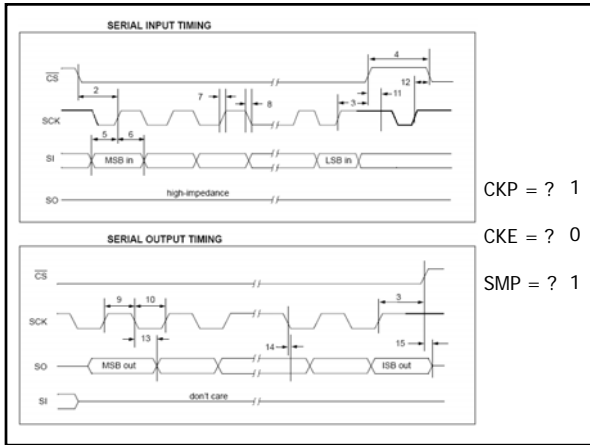 SERIAL INPUT TIMING
4
CS
2
12
7
11
8
3
SCK
5
6
SI
MSB in
LSB in
high-impedance
SO
CKP = ? 1
CKE = ? 0
SMP = ? 1
SERIAL OUTPUT TIMING
CS
9
10
3
SCK
13
14
15
SO
MSB out
ISB out
don't care
SI